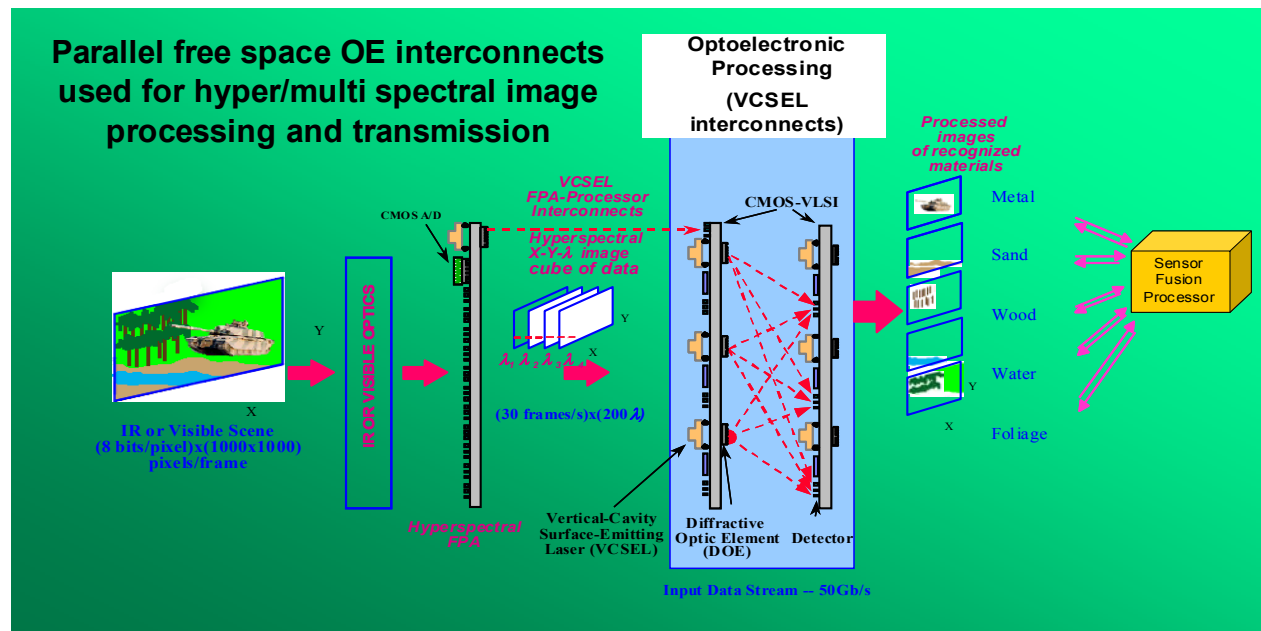 Parallel free space OE interconnects
used for hyper/multi spectral image
processing and transmission
Optoelectronic
Processing
(VCSEL
interconnects)
Processed
images
of recognized
materials
VCSEL
FPA-Processor
Interconnects
CMOS A/D
Hyperspectral
X-Y-λ image
cube of data
CMOS-VLSI
Metal
Sand
Wood
Water
Foliage
Sensor
Fusion
Processor
Y
X
IR OR VISIBLE OPTICS
Y
X
λ1 λ2 λ3 λ4
(30 frames/s)x(200λ)
IR or Visible Scene
(8 bits/pixel)x(1000x1000)
pixels/frame
Hyperspectral
FPA
Vertical-Cavity
Surface-Emitting
Laser (VCSEL)
Diffractive
Optic Element
(DOE)
Detector
Y
X
Input Data Stream -- 50Gb/s